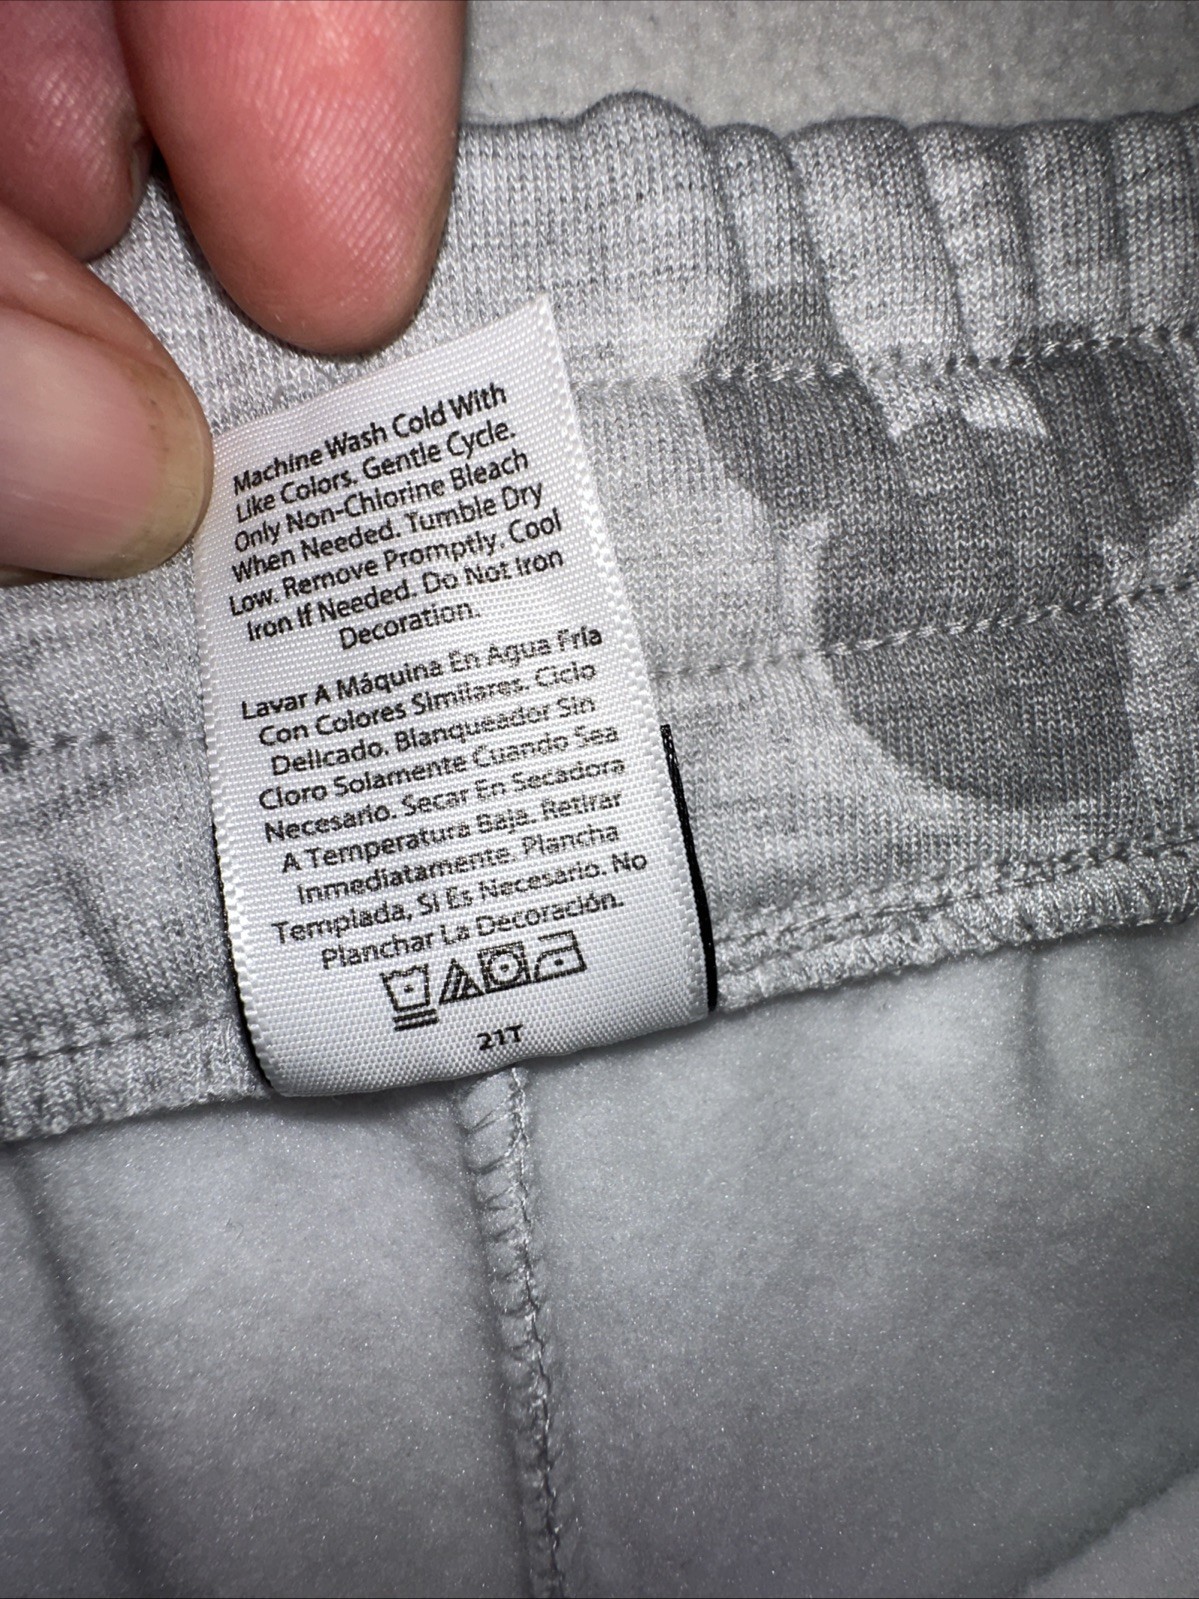 Machine Wash Cold With
Like Colors. Gentle Cycle.
Only Non-Chlorine Bleach
When Needed. Tumble Dry
Low. Remove Promptly. Cool
Iron If Needed. Do Not Iron
Decoration.
Lavar A Máquina En Agua Fría
Con Colores Similares. Ciclo
Delicado. Blanqueador Sin
Cloro Solamente Cuando Sea
Necesario. Secar En Secadora
A Temperatura Baja. Retirar
Inmediatamente. Plancha
Templada, Si Es Necesario. No
Planchar La Decoración.
21T